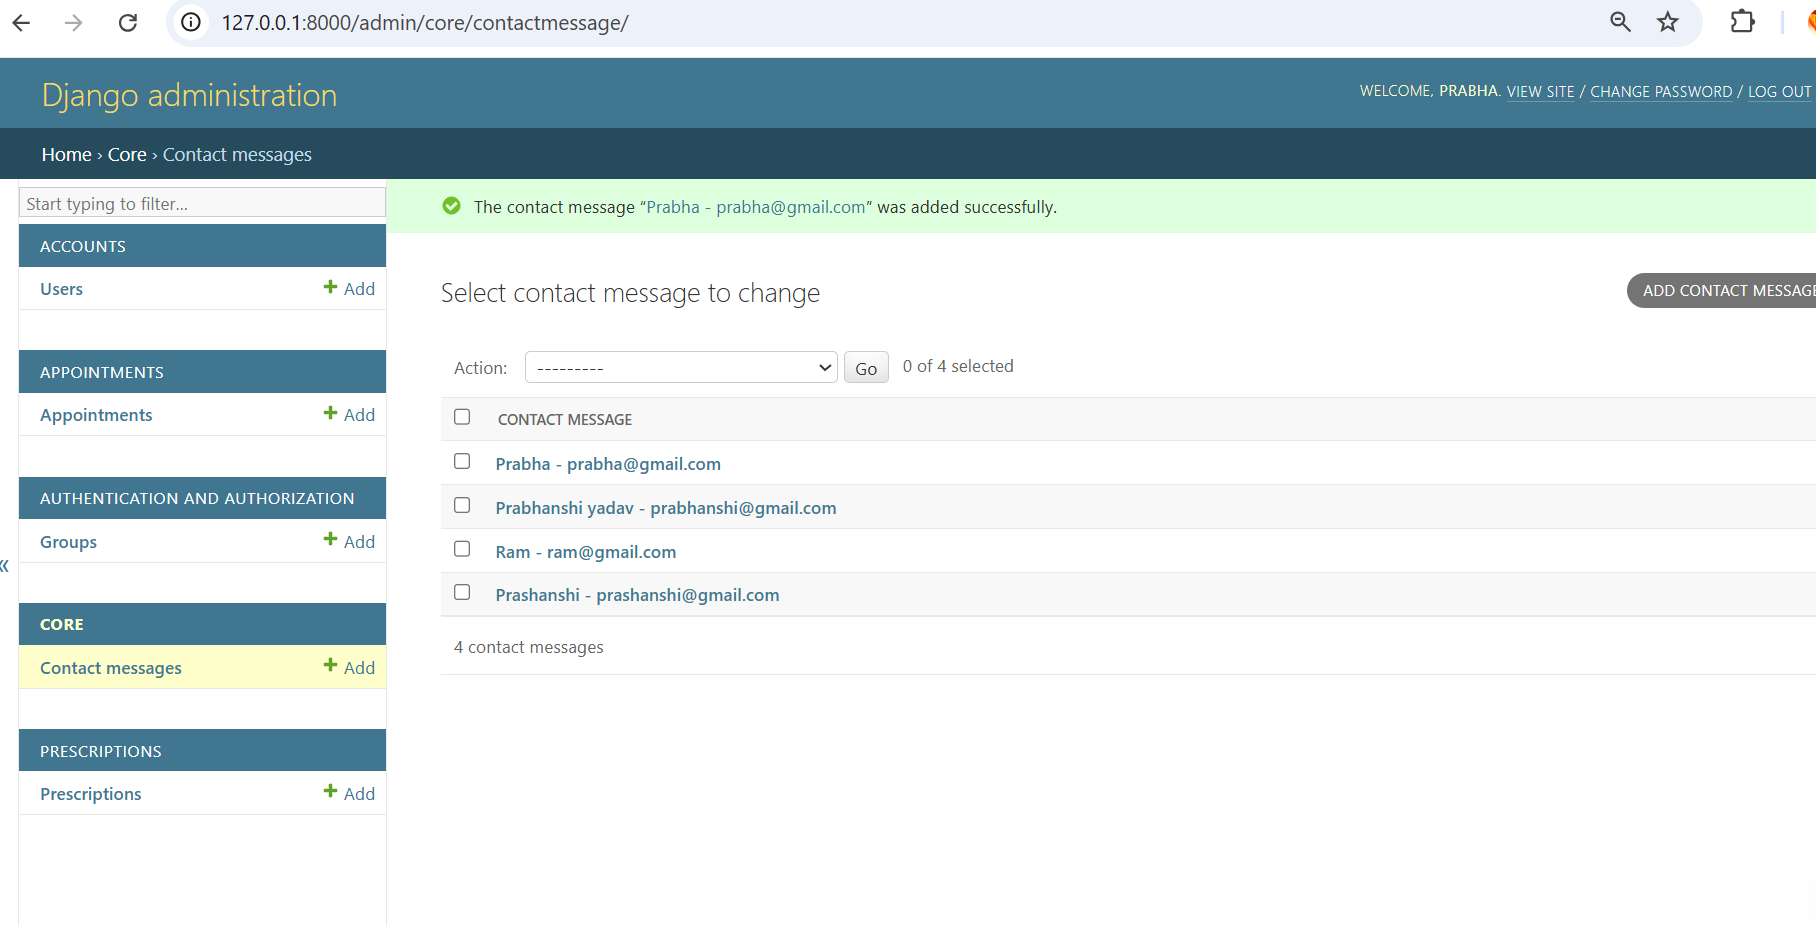 127.0.0.1:8000/admin/core/contactmessage/
Django administration
WELCOME, PRABHA. VIEW SITE / CHANGE PASSWORD / LOG OUT
Home › Core › Contact messages
Start typing to filter...
The contact message “Prabha - prabha@gmail.com” was added successfully.
ACCOUNTS
Users + Add
Select contact message to change
ADD CONTACT MESSAGE
APPOINTMENTS
Action: --------- Go 0 of 4 selected
Appointments + Add
CONTACT MESSAGE
Prabha - prabha@gmail.com
AUTHENTICATION AND AUTHORIZATION
Prabhanshi yadav - prabhanshi@gmail.com
Groups + Add
Ram - ram@gmail.com
«
Prashanshi - prashanshi@gmail.com
CORE
4 contact messages
Contact messages + Add
PRESCRIPTIONS
Prescriptions + Add